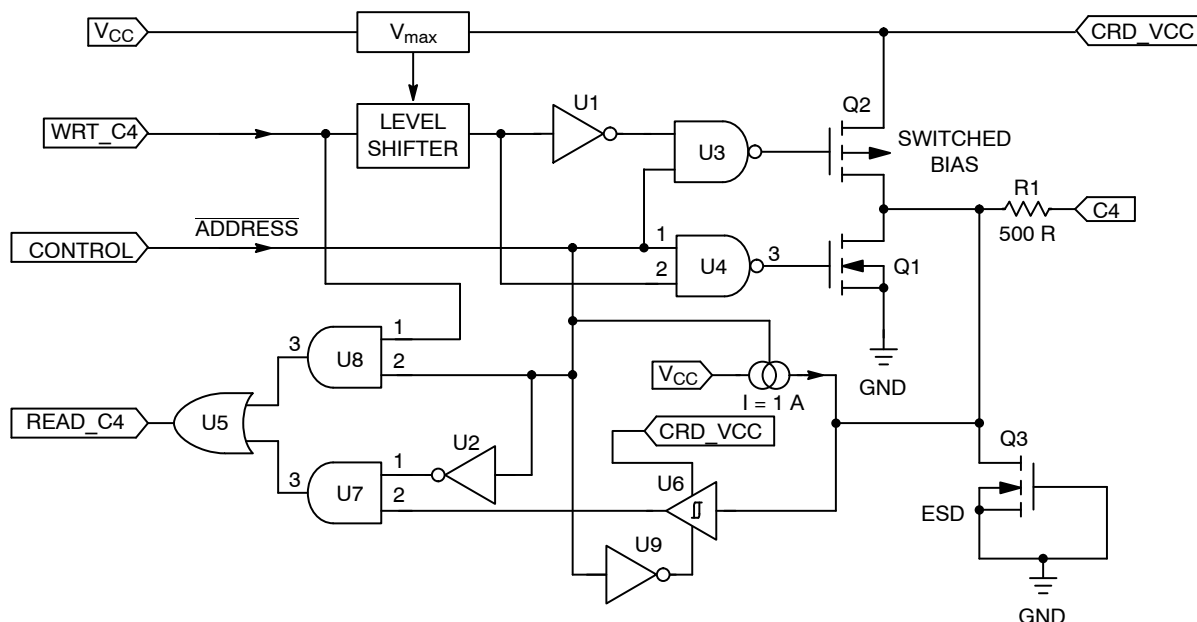 VCC
Vmax
CRD_VCC
U1
Q2
WRT_C4
LEVEL
SHIFTER
U3
SWITCHED
BIAS
R1
C4
500 R
ADDRESS
CONTROL
1
2
U4
3
Q1
GND
3
U8
1
2
VCC
I = 1 A
READ_C4
U5
CRD_VCC
U2
Q3
3
U7
1
2
U6
ESD
U9
GND